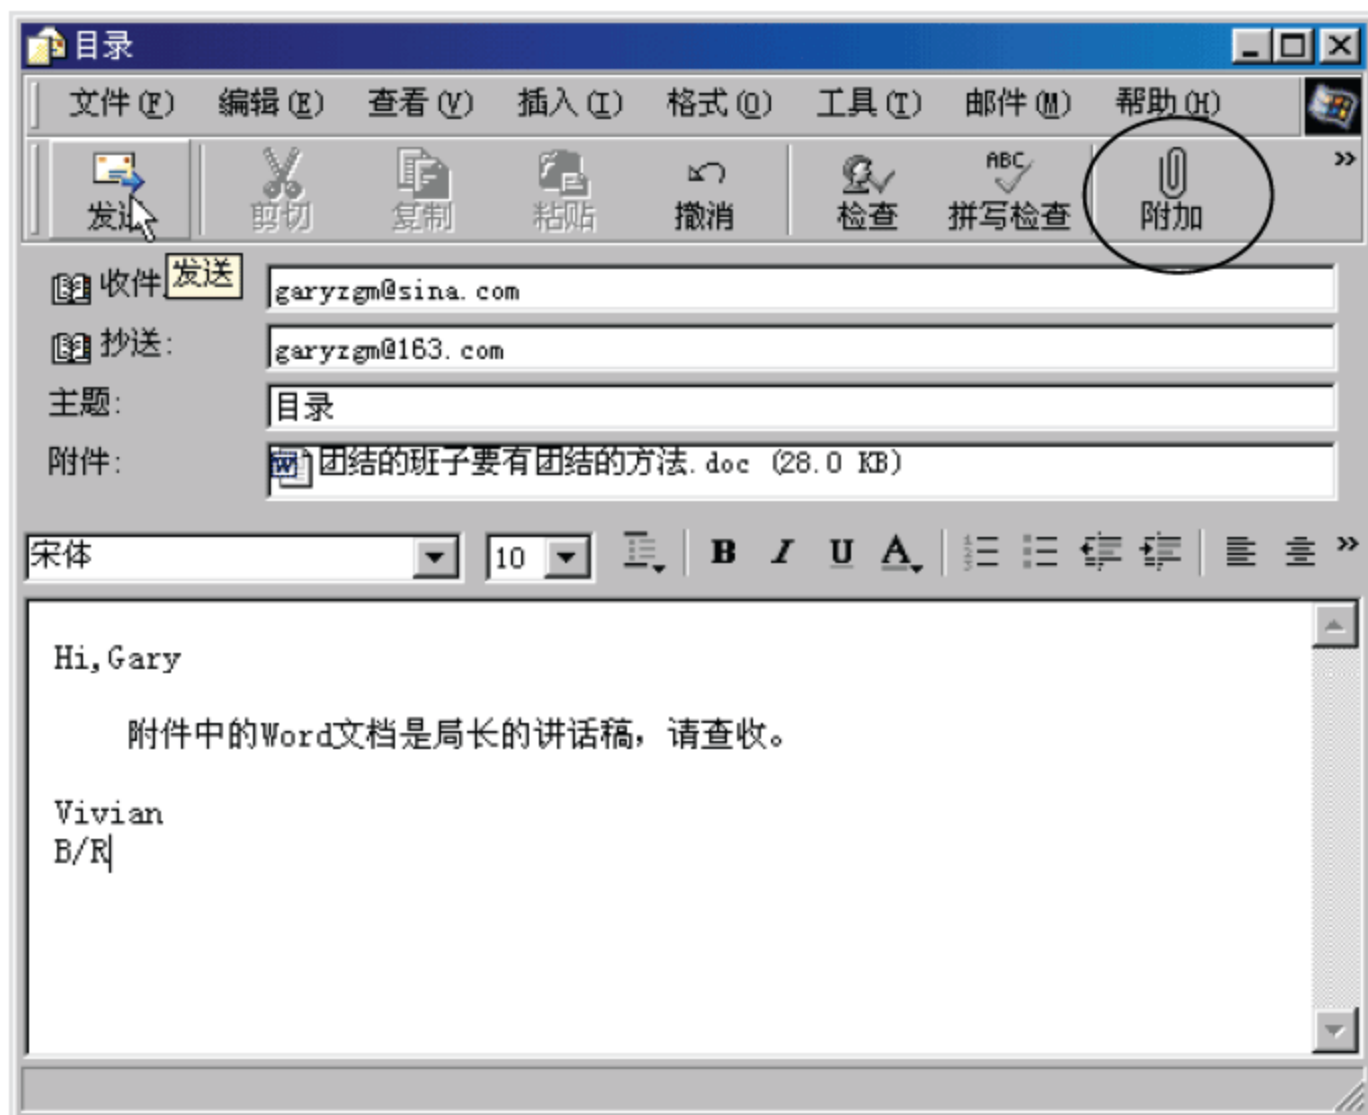 目录
文件(F) 编辑(E) 查看(V) 插入(I) 格式(O) 工具(T) 邮件(M) 帮助(H)
ABC
发送 剪切 复制 粘贴 撤消 检查 拼写检查 附加 »
发送
收件 garyzgm@sina.com
抄送: garyzgm@163.com
主题: 目录
附件: 团结的班子要有团结的方法.doc (28.0 KB)
宋体 10 B I U A »
Hi,Gary
附件中的Word文档是局长的讲话稿，请查收。
Vivian
B/R